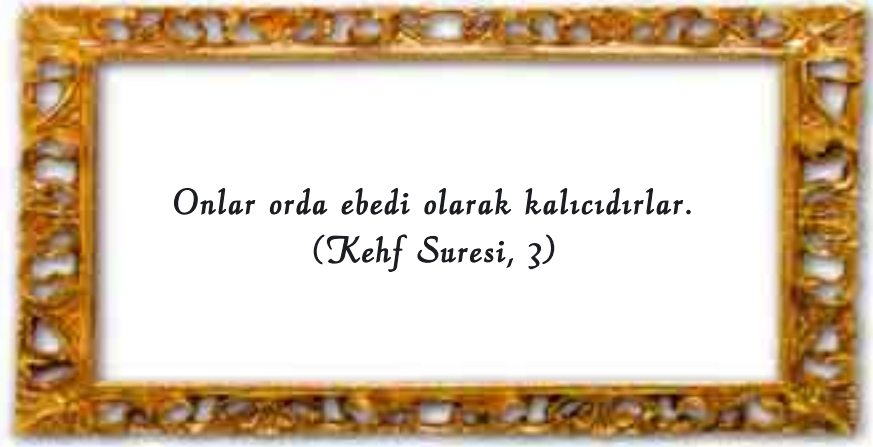 Onlar orda ebedi olarak kalıcıdırlar.
(Kehf Suresi, 3)